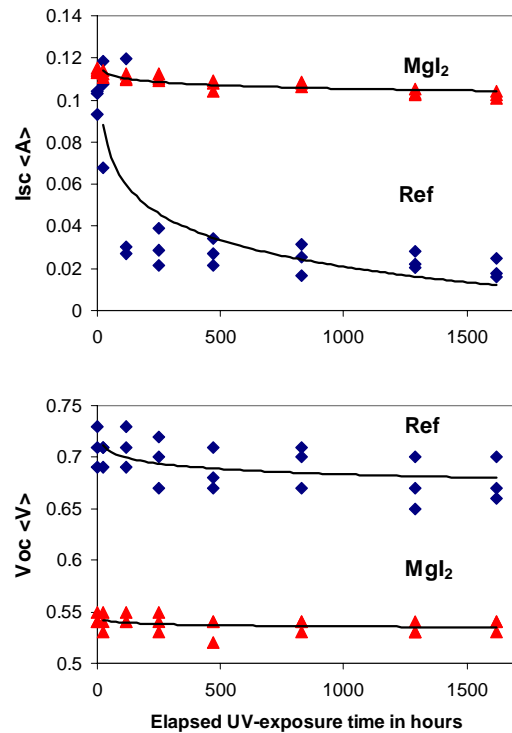 0.14
0.12
0.1
0.08
0.06
0.04
0.02
0
Isc <A>
MgI₂
Ref
0 500 1000 1500
0.75
0.7
0.65
0.6
0.55
0.5
Voc <V>
Ref
MgI₂
0 500 1000 1500
Elapsed UV-exposure time in hours